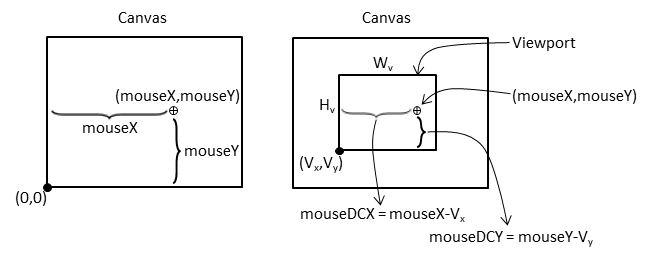 Canvas
(mouseX,mouseY)
mouseX
mouseY
(0,0)
Canvas
Viewport
Wv
Hv
(mouseX,mouseY)
(Vx,Vy)
mouseDCX = mouseX-Vx
mouseDCY = mouseY-Vy